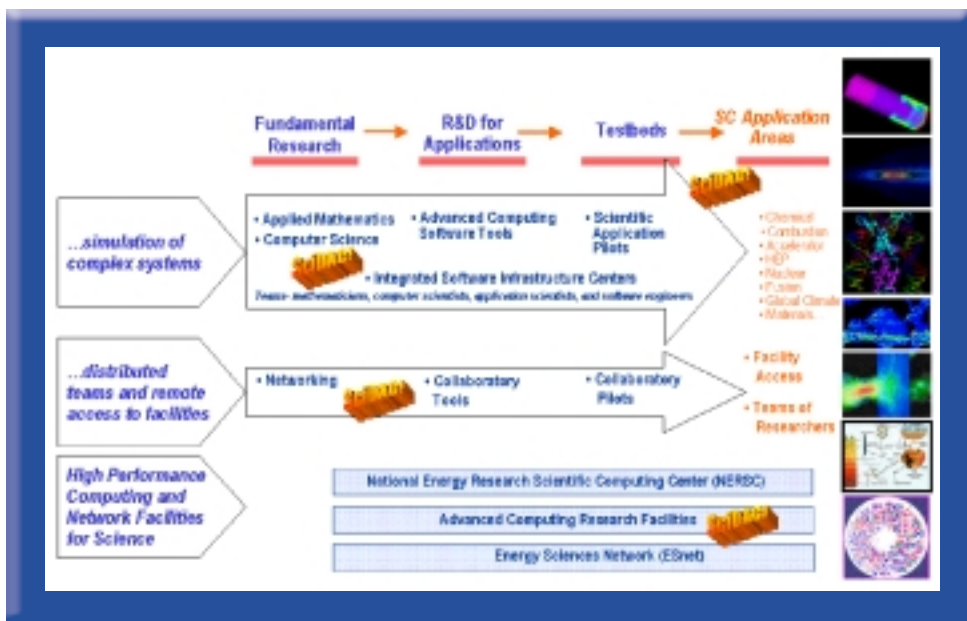 Fundamental
Research
R&D for
Applications
Testbeds
SC Application
Areas
...simulation of
complex systems
• Applied Mathematics
• Computer Science
• Advanced Computing
Software Tools
• Scientific
Application
Pilots
• Integrated Software Infrastructure Centers
Teams- mathematicians, computer scientists, application scientists, and software engineers
• Chemical
• Combustion
• Accelerator
• HEP
• Nuclear
• Fusion
• Global Climate
• Materials...
...distributed
teams and remote
access to facilities
• Networking
• Collaboratory
Tools
• Collaboratory
Pilots
• Facility
Access
• Teams of
Researchers
High Performance
Computing and
Network Facilities
for Science
National Energy Research Scientific Computing Center (NERSC)
Advanced Computing Research Facilities
Energy Sciences Network (ESnet)